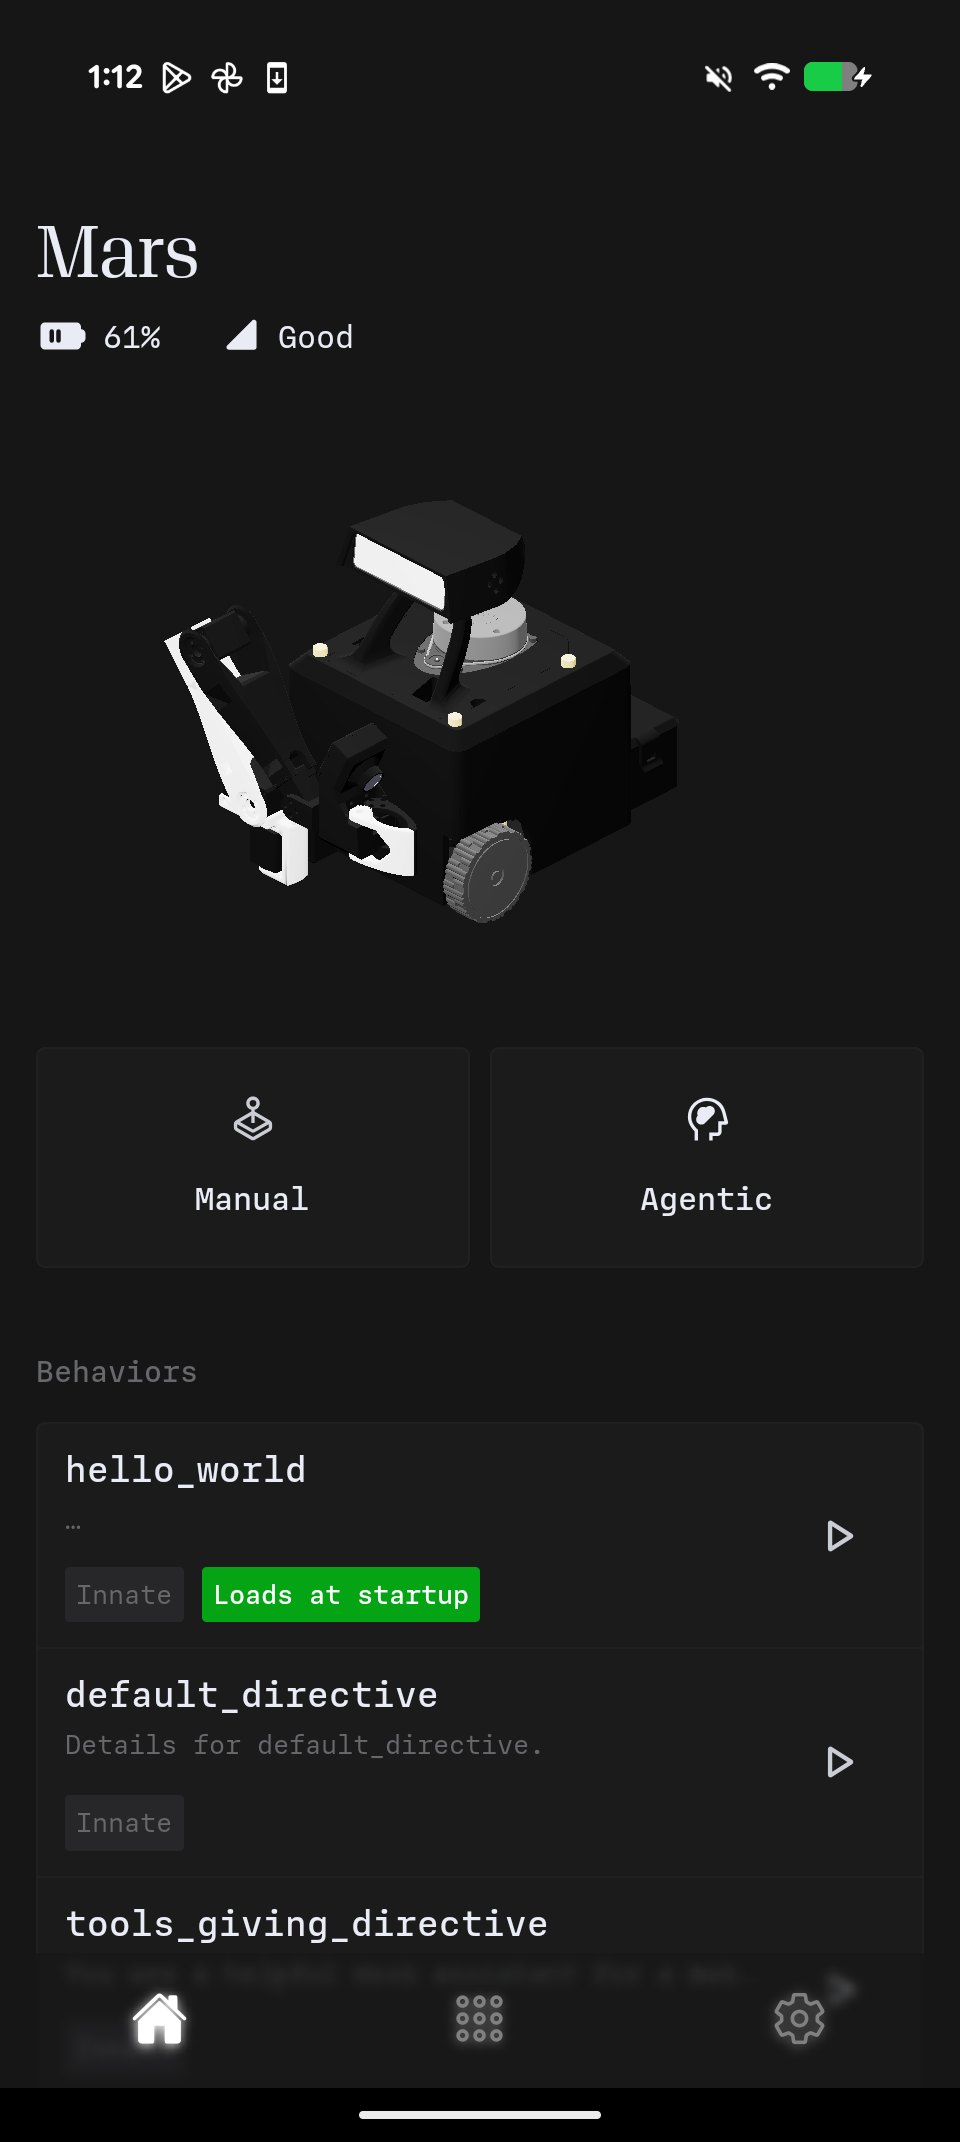 1:12
Mars
61% Good
Manual Agentic
Behaviors
hello_world
…
Innate Loads at startup
default_directive
Details for default_directive.
Innate
tools_giving_directive